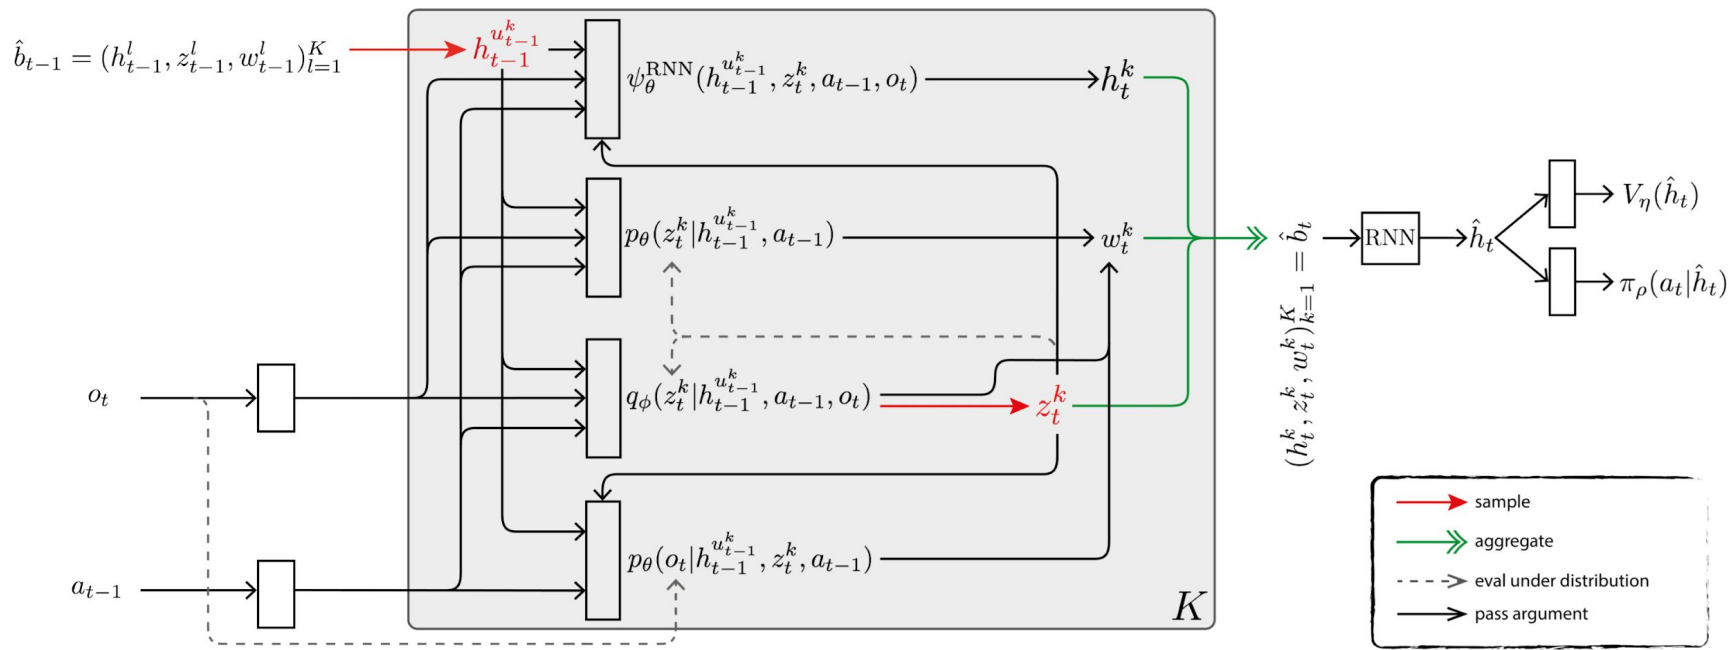 b̂_{t−1} = (h^l_{t−1}, z^l_{t−1}, w^l_{t−1})^K_{l=1}
h^{u^k_{t−1}}_{t−1}
ψ^{RNN}_θ(h^{u^k_{t−1}}_{t−1}, z^k_t, a_{t−1}, o_t)
h^k_t
p_θ(z^k_t|h^{u^k_{t−1}}_{t−1}, a_{t−1})
w^k_t
(h^k_t, z^k_t, w^k_t)^K_{k=1} = b̂_t
RNN
ĥ_t
V_η(ĥ_t)
π_ρ(a_t|ĥ_t)
o_t
q_ϕ(z^k_t|h^{u^k_{t−1}}_{t−1}, a_{t−1}, o_t)
z^k_t
a_{t−1}
p_θ(o_t|h^{u^k_{t−1}}_{t−1}, z^k_t, a_{t−1})
K
sample
aggregate
eval under distribution
pass argument